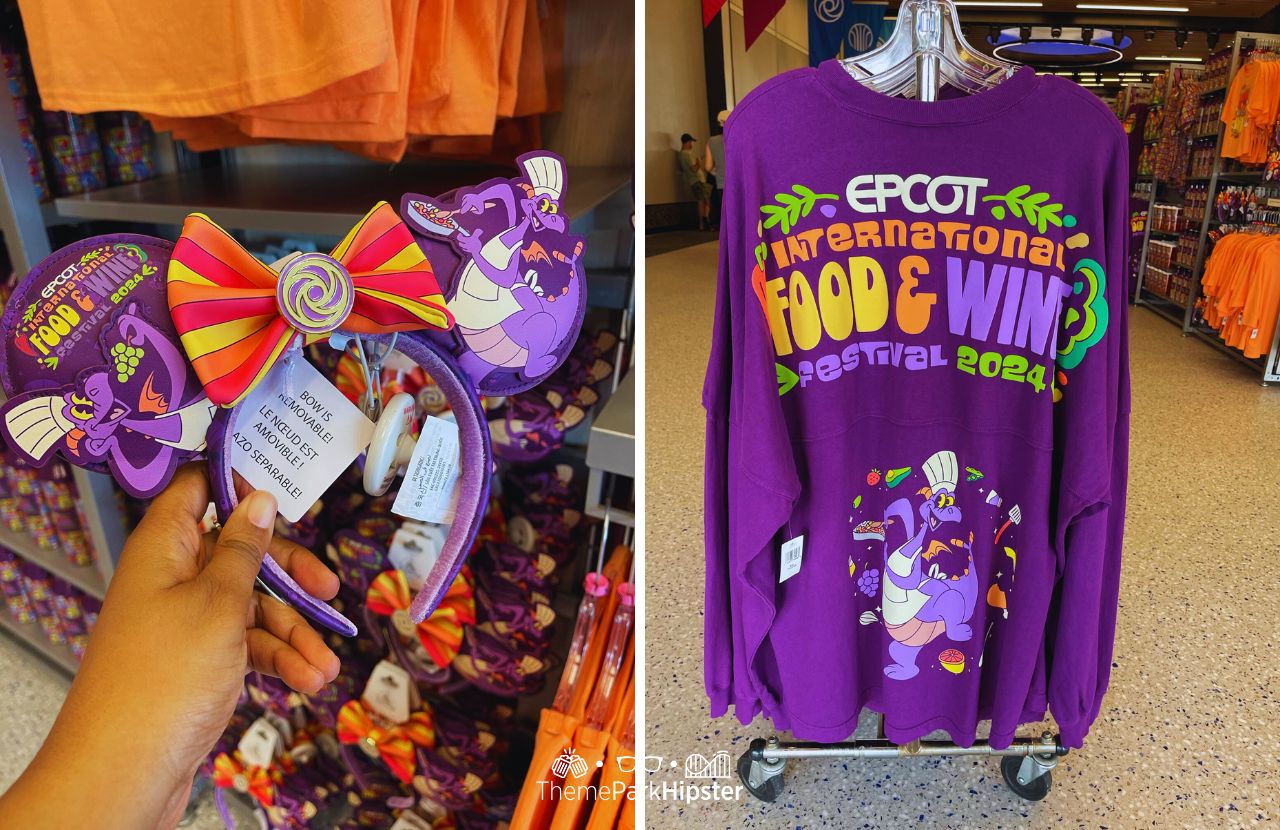 EPCOT
INTERNATIONAL
FOOD & WINE
FESTIVAL 2024
BOW IS
REMOVABLE!
LE NŒUD EST
AMOVIBLE !
AZO SEPARABLE!
EPCOT
INTERNATIONAL
FOOD & WINE
FESTIVAL 2024
ThemeParkHipster